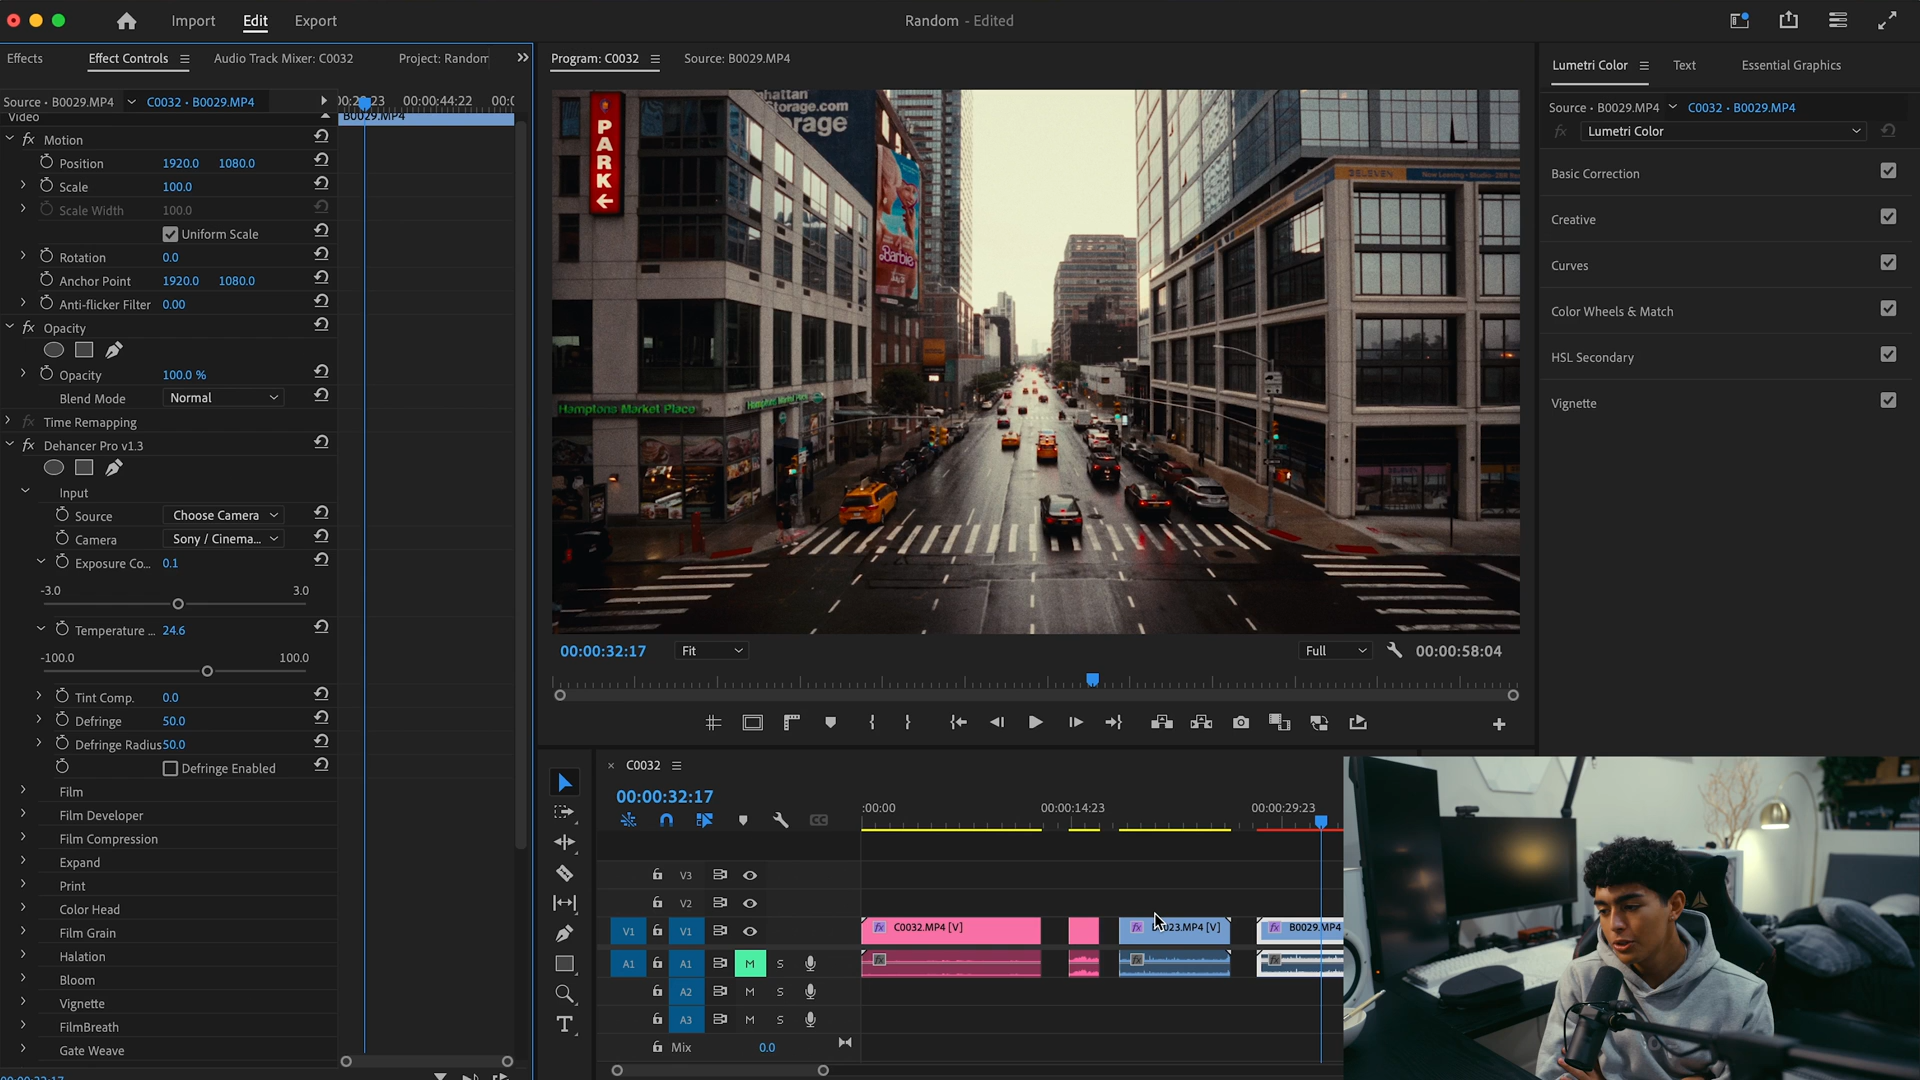 Import
Edit
Export
Random - Edited
Effects
Effect Controls
Audio Track Mixer: C0032
Project: Random
Program: C0032
Source: B0029.MP4
Lumetri Color
Text
Essential Graphics
Source • B0029.MP4
C0032 • B0029.MP4
00:00:44:22
Source • B0029.MP4
C0032 • B0029.MP4
Lumetri Color
Video
B0029.MP4
Motion
Position 1920.0 1080.0
Scale 100.0
Scale Width 100.0
Uniform Scale
Rotation 0.0
Anchor Point 1920.0 1080.0
Anti-flicker Filter 0.00
Opacity
Opacity 100.0 %
Blend Mode Normal
Time Remapping
Dehancer Pro v1.3
Input
Source Choose Camera
Camera Sony / Cinema...
Exposure Co... 0.1
-3.0 3.0
Temperature ... 24.6
-100.0 100.0
Tint Comp. 0.0
Defringe 50.0
Defringe Radius 50.0
Defringe Enabled
Film
Film Developer
Film Compression
Expand
Print
Color Head
Film Grain
Halation
Bloom
Vignette
FilmBreath
Gate Weave
PARK
Manhattan
Storage.com
Barbie
Hamptons Market Place
Basic Correction
Creative
Curves
Color Wheels & Match
HSL Secondary
Vignette
00:00:32:17
Fit
Full
00:00:58:04
C0032
00:00:32:17
:00:00
00:00:14:23
00:00:29:23
V3
V2
V1 V1
A1 A1 M S
A2 M S
A3 M S
Mix 0.0
C0032.MP4 [V]
23.MP4 [V]
B0029.MP4